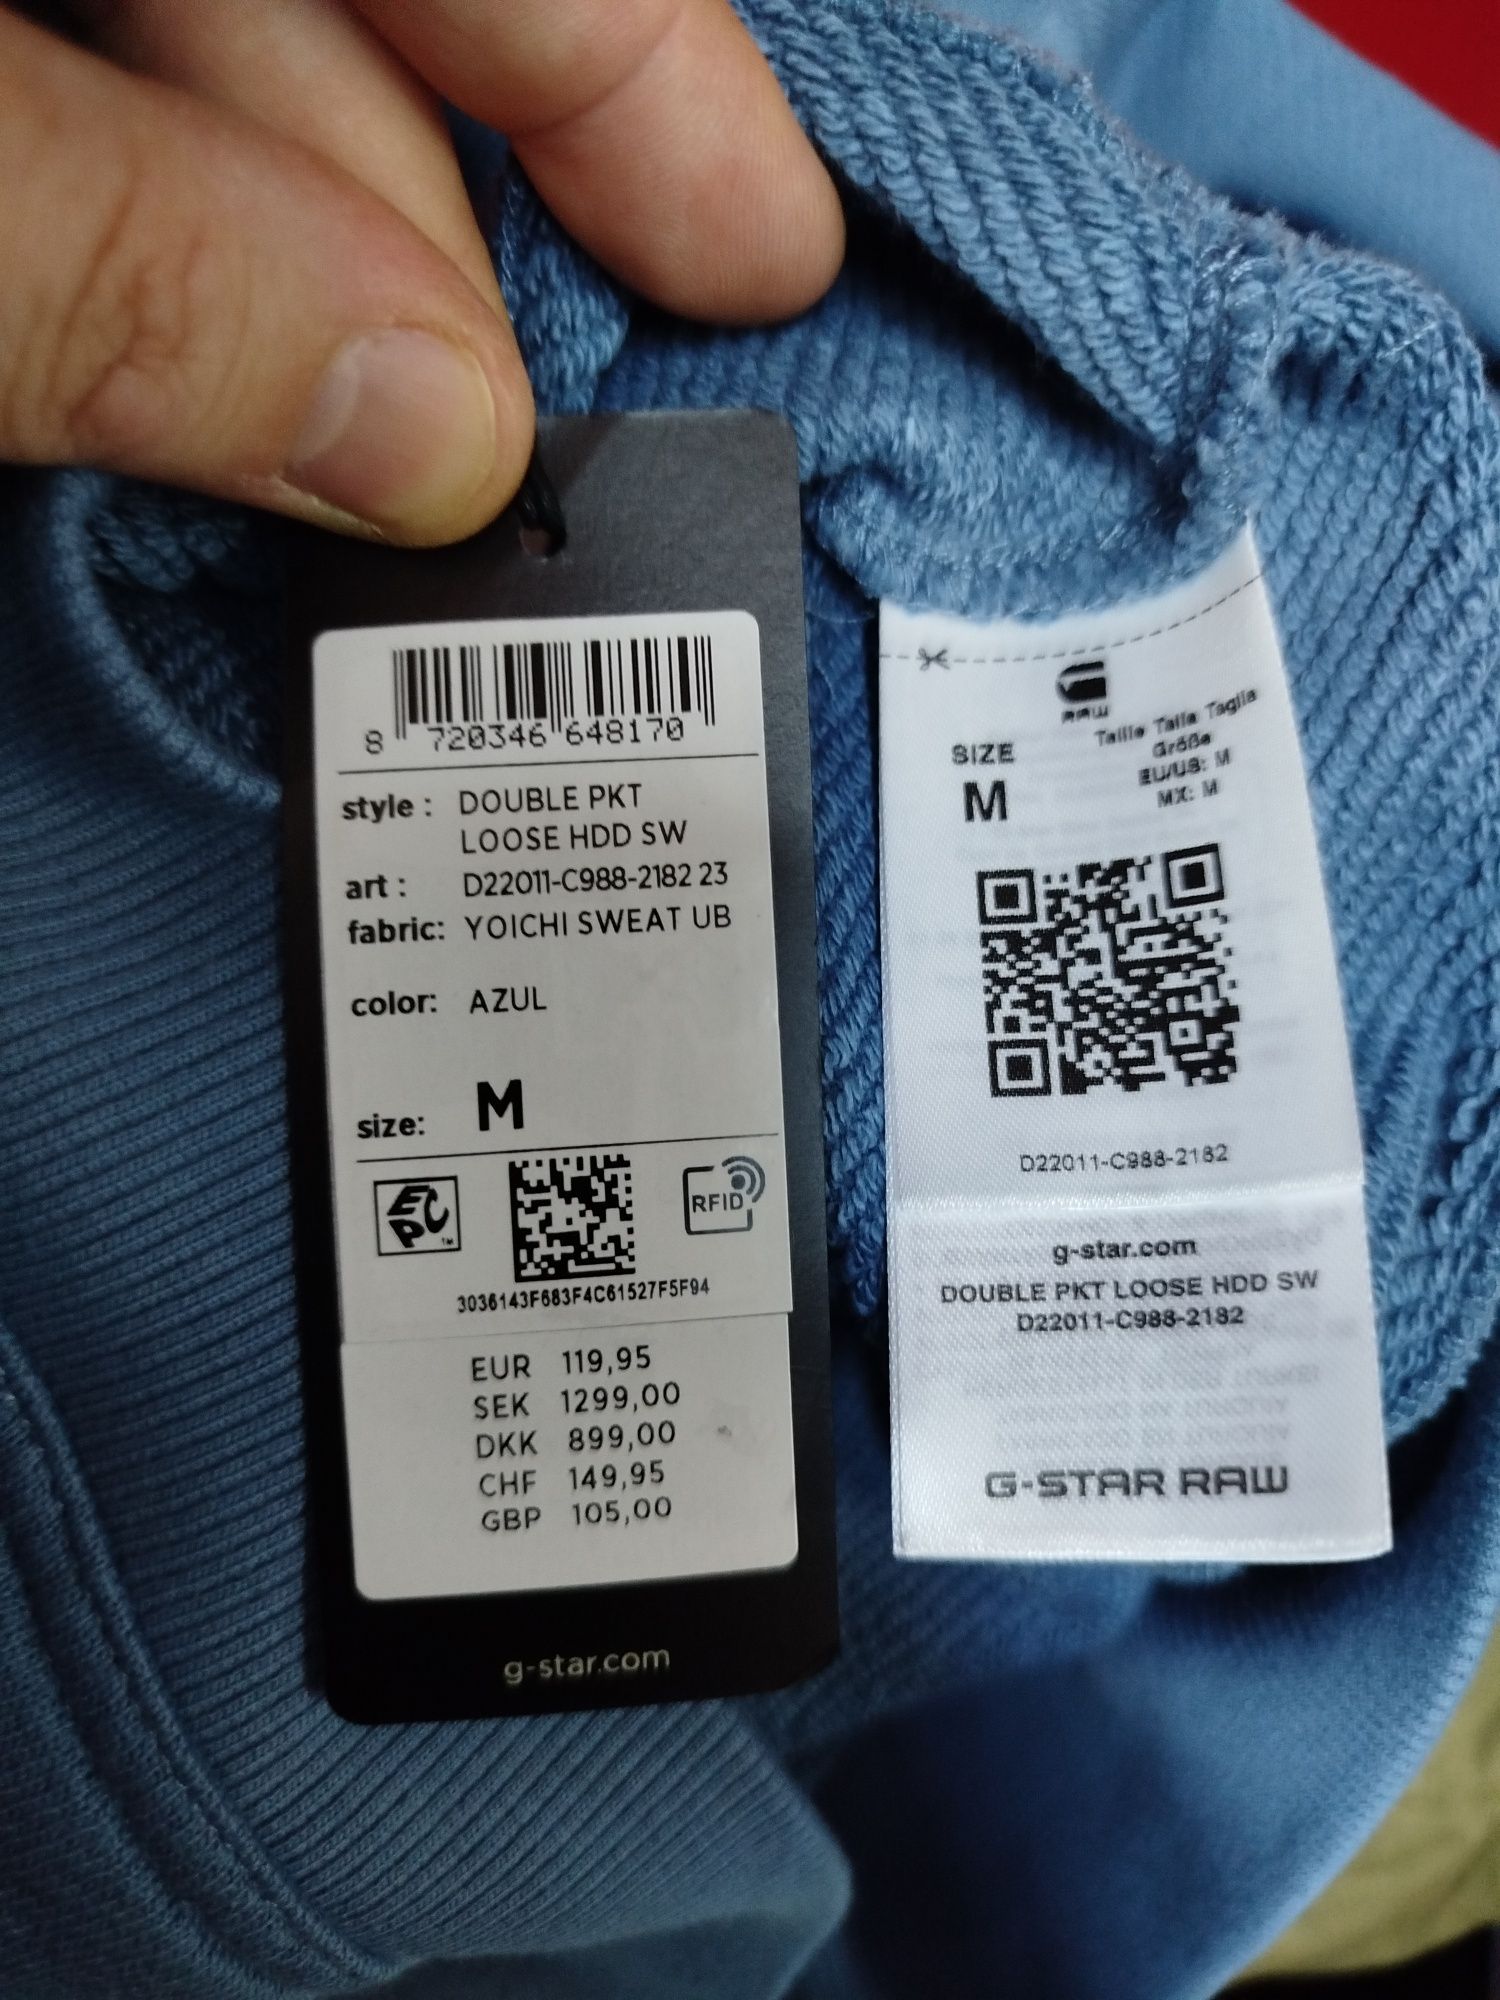 8 720346 648170
style : DOUBLE PKT
LOOSE HDD SW
art : D22011-C988-2182 23
fabric: YOICHI SWEAT UB
color: AZUL
size: M
EPC TM
RFID
3036143F683F4C61527F5F94
EUR 119,95
SEK 1299,00
DKK 899,00
CHF 149,95
GBP 105,00
g-star.com
RAW
SIZE
M
Taille Talla Taglia
Größe
EU/US: M
MX: M
D22011-C988-2182
g-star.com
DOUBLE PKT LOOSE HDD SW
D22011-C988-2182
G-STAR RAW